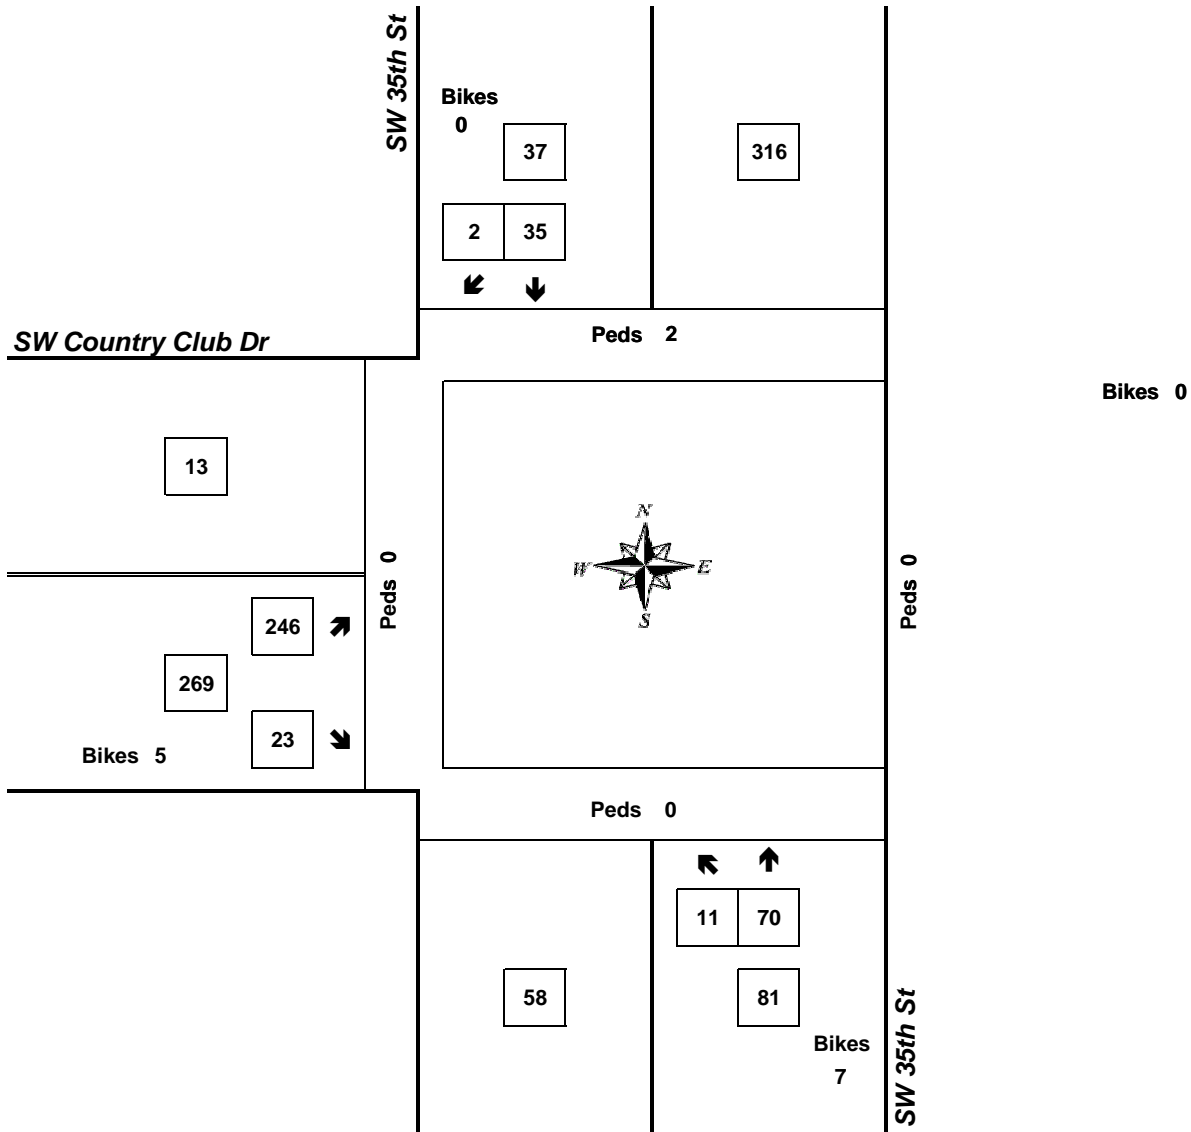 SW 35th St
Bikes
0
37
316
2 35
Peds 2
SW Country Club Dr
Bikes 0
13
N
W E
S
Peds 0
Peds 0
246
269
23
Bikes 5
Peds 0
11 70
58
81
Bikes
7
SW 35th St